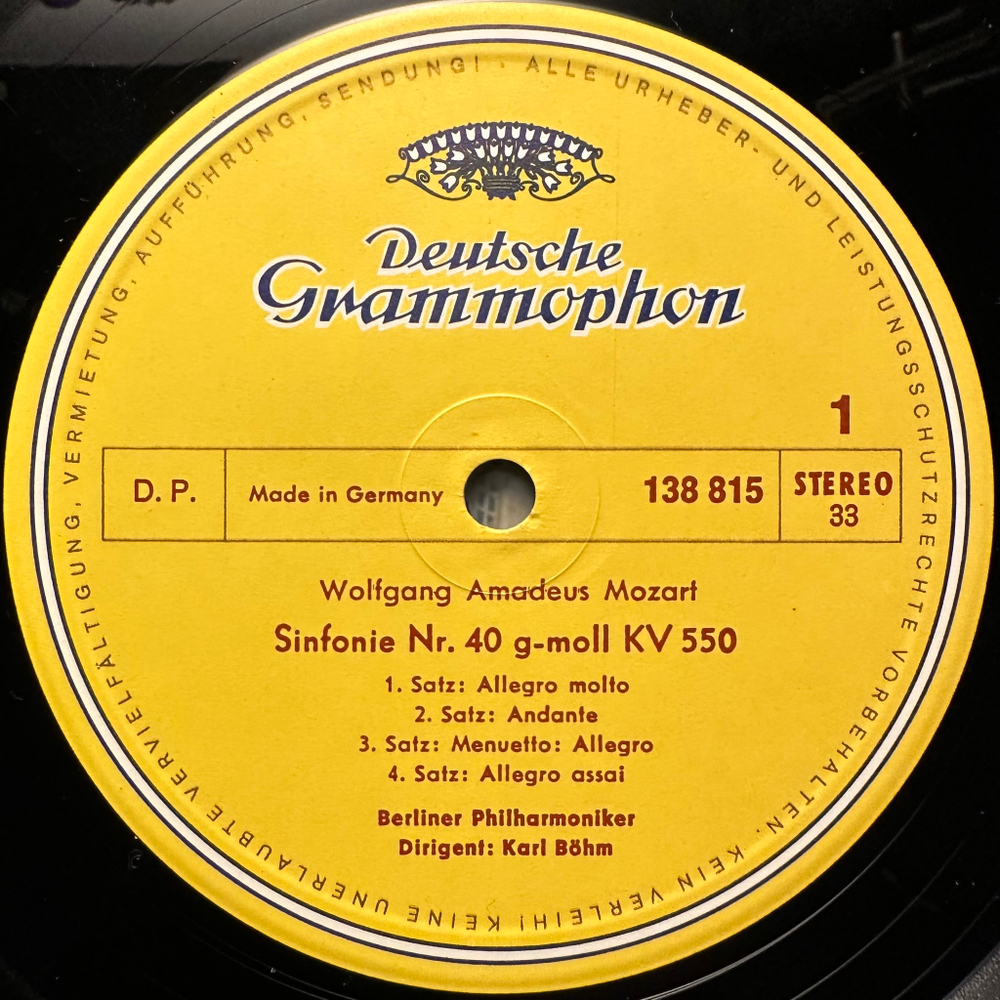 ALLE URHEBER- UND LEISTUNGSSCHUTZRECHTE VORBEHALTEN. KEIN VERLEIH! KEINE UNERLAUBTE VERVIELFÄLTIGUNG, VERMIETUNG, AUFFÜHRUNG, SENDUNG! ·
Deutsche
Grammophon
1
D. P.
Made in Germany
138 815
STEREO
33
Wolfgang Amadeus Mozart
Sinfonie Nr. 40 g-moll KV 550
1. Satz: Allegro molto
2. Satz: Andante
3. Satz: Menuetto: Allegro
4. Satz: Allegro assai
Berliner Philharmoniker
Dirigent: Karl Böhm